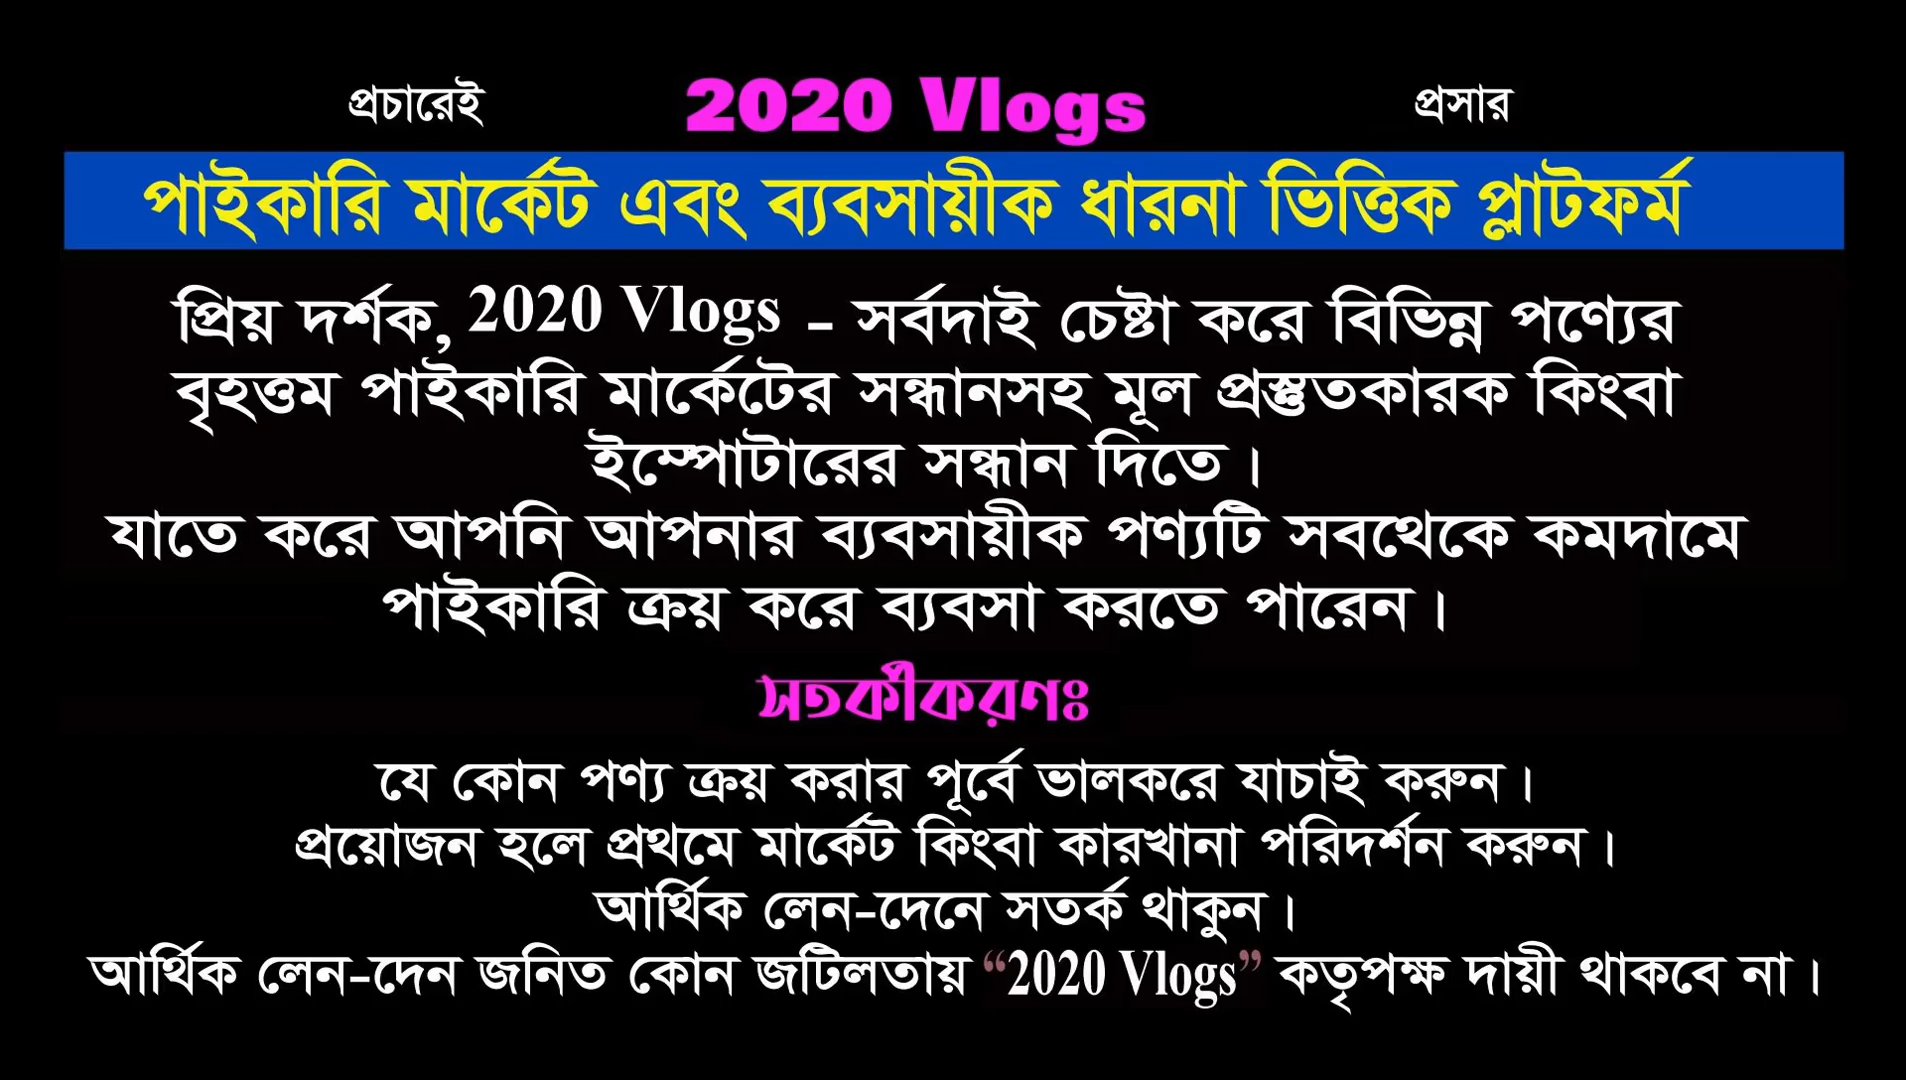 প্রচারেই 2020 Vlogs প্রসার
পাইকারি মার্কেট এবং ব্যবসায়ীক ধারনা ভিত্তিক প্লাটফর্ম
প্রিয় দর্শক, 2020 Vlogs - সর্বদাই চেষ্টা করে বিভিন্ন পণ্যের
বৃহত্তম পাইকারি মার্কেটের সন্ধানসহ মূল প্রস্তুতকারক কিংবা
ইম্পোটারের সন্ধান দিতে।
যাতে করে আপনি আপনার ব্যবসায়ীক পণ্যটি সবথেকে কমদামে
পাইকারি ক্রয় করে ব্যবসা করতে পারেন।
সতর্কীকরণঃ
যে কোন পণ্য ক্রয় করার পূর্বে ভালকরে যাচাই করুন।
প্রয়োজন হলে প্রথমে মার্কেট কিংবা কারখানা পরিদর্শন করুন।
আর্থিক লেন-দেনে সতর্ক থাকুন।
আর্থিক লেন-দেন জনিত কোন জটিলতায় “2020 Vlogs” কতৃপক্ষ দায়ী থাকবে না।